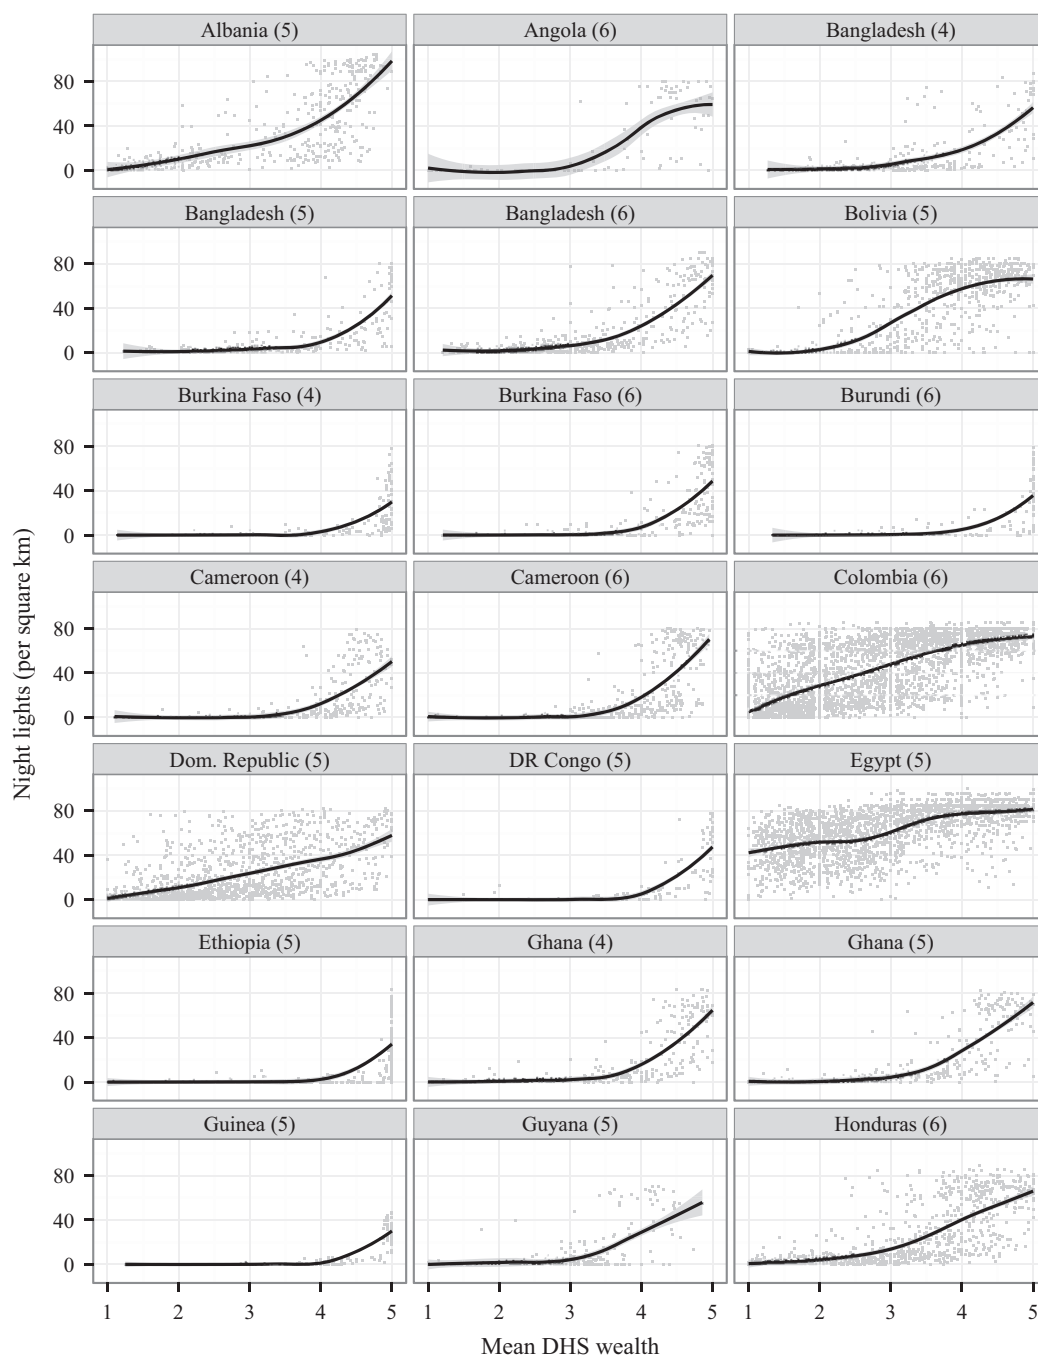 Albania (5) Angola (6) Bangladesh (4)
80
40
0
Bangladesh (5) Bangladesh (6) Bolivia (5)
80
40
0
Burkina Faso (4) Burkina Faso (6) Burundi (6)
80
40
0
Cameroon (4) Cameroon (6) Colombia (6)
80
40
0
Dom. Republic (5) DR Congo (5) Egypt (5)
80
40
0
Ethiopia (5) Ghana (4) Ghana (5)
80
40
0
Guinea (5) Guyana (5) Honduras (6)
80
40
0
1 2 3 4 5 1 2 3 4 5 1 2 3 4 5
Mean DHS wealth
Night lights (per square km)